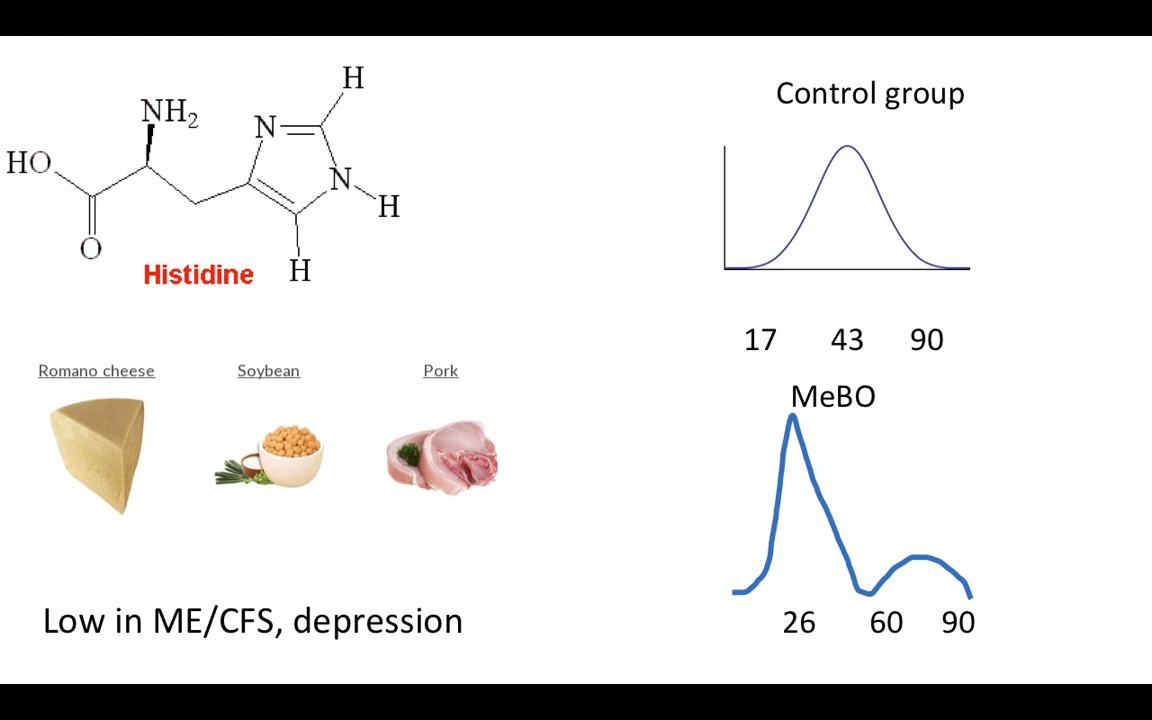 H
NH2
N
HO
N
H
O
Histidine
H
Romano cheese
Soybean
Pork
Low in ME/CFS, depression
Control group
17 43 90
MeBO
26 60 90